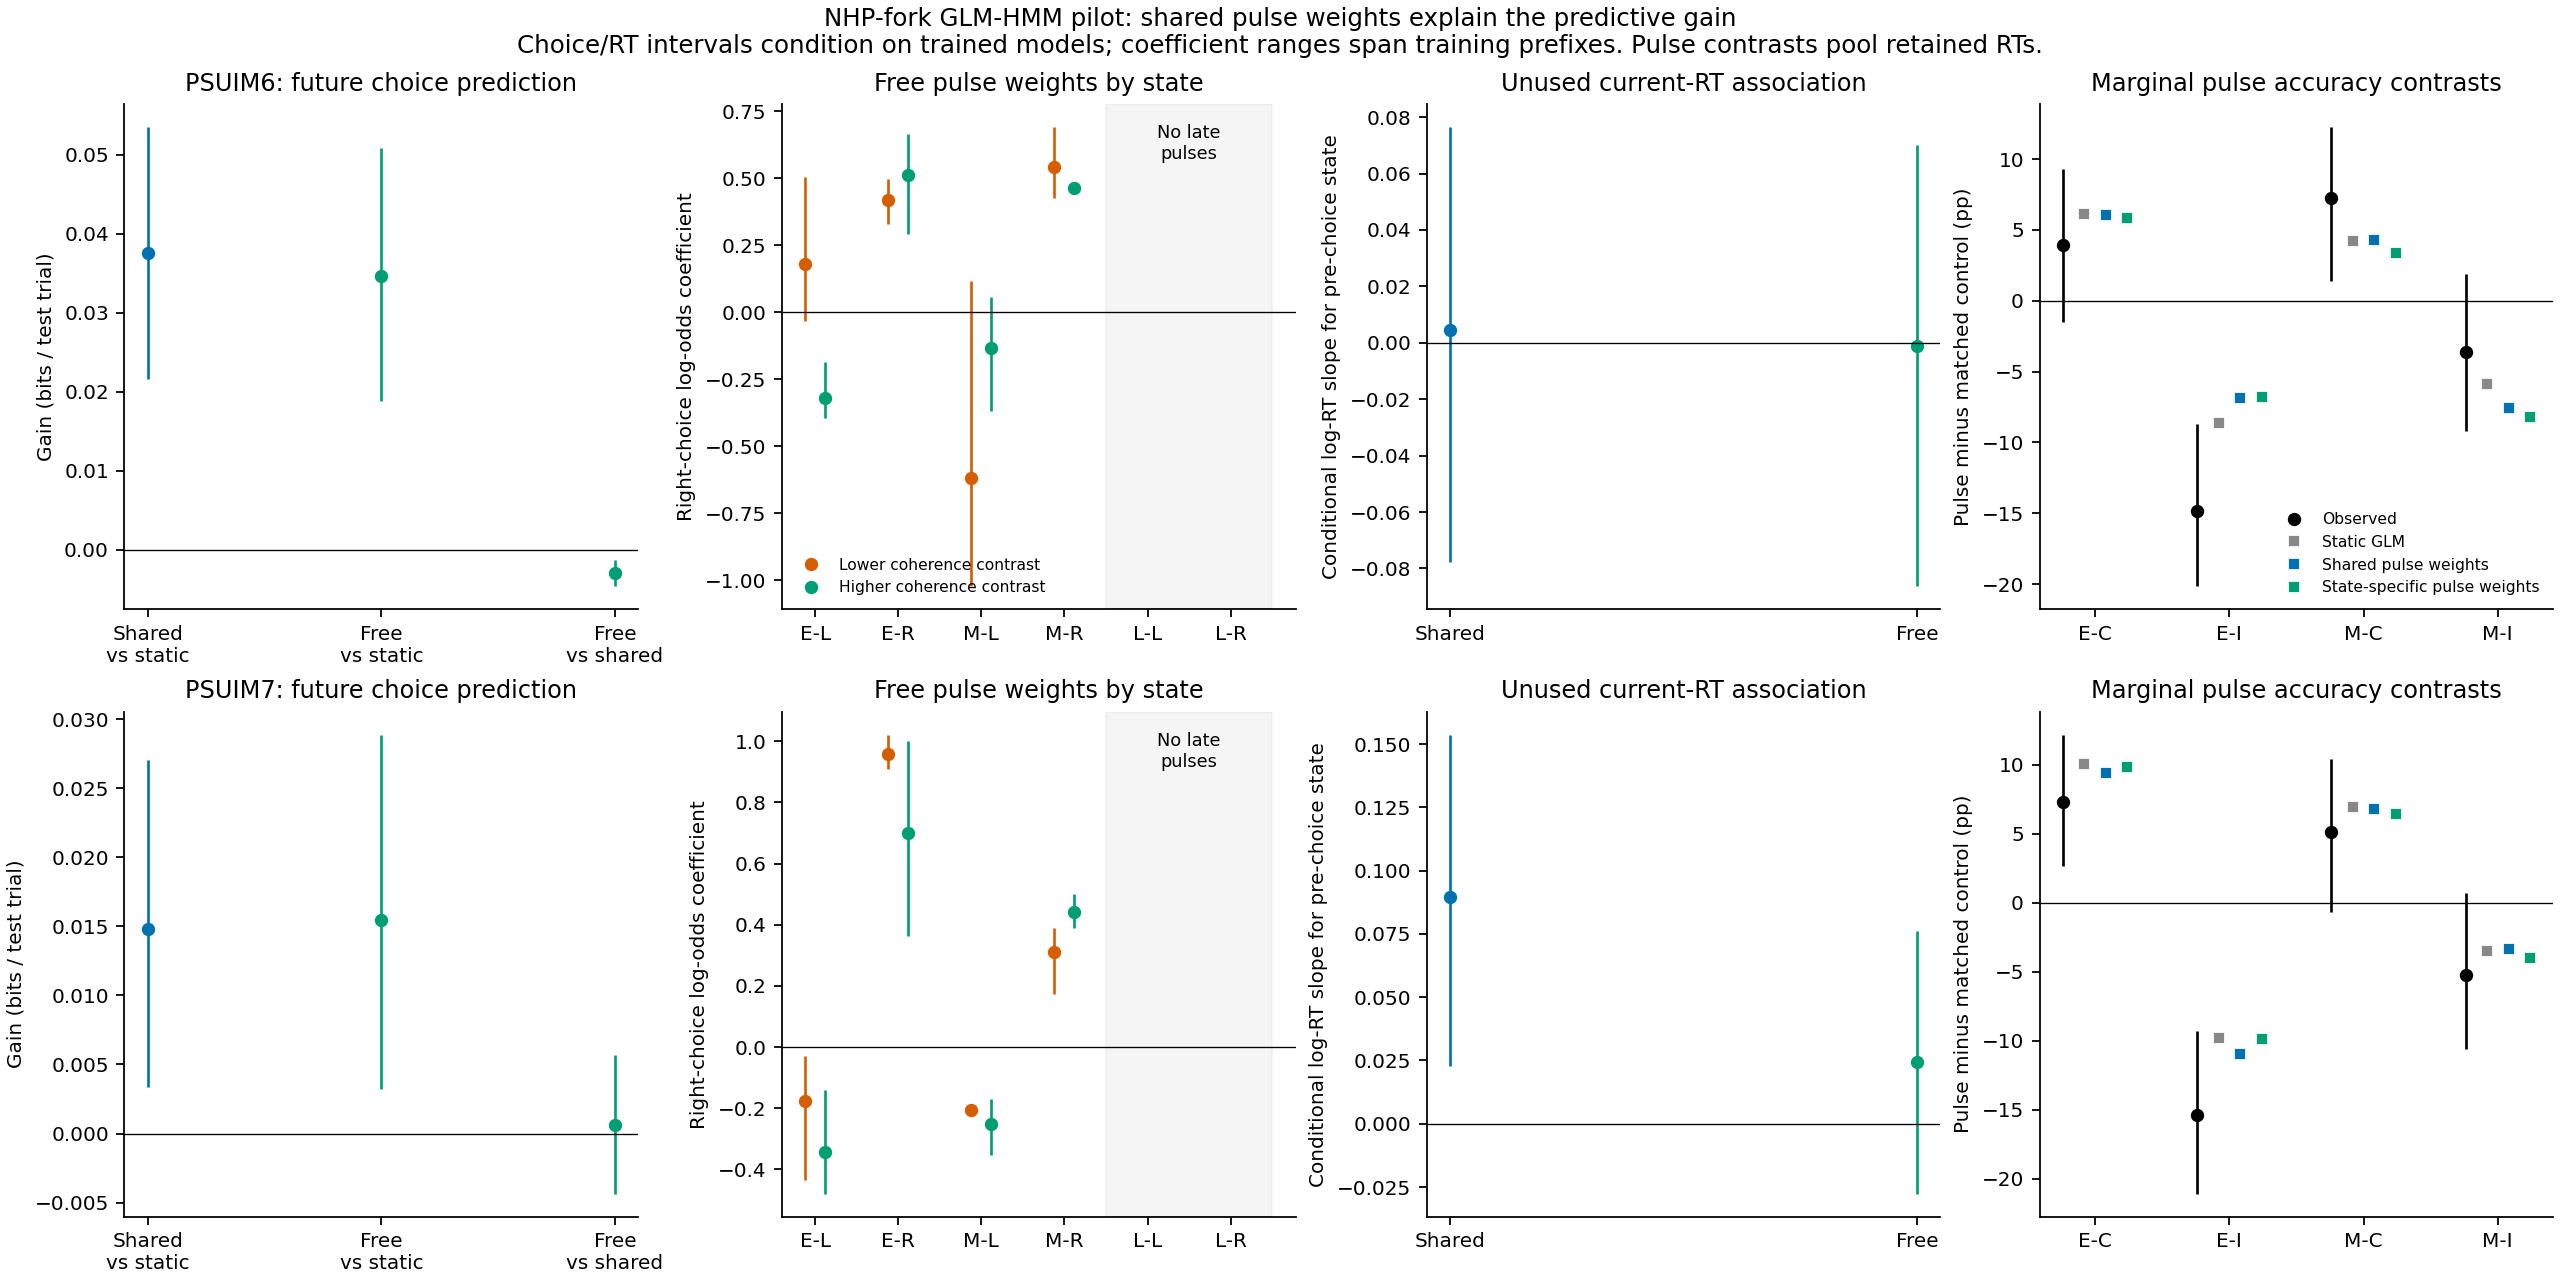 NHP-fork GLM-HMM pilot: shared pulse weights explain the predictive gain
Choice/RT intervals condition on trained models; coefficient ranges span training prefixes. Pulse contrasts pool retained RTs.
PSUIM6: future choice prediction
Gain (bits / test trial)
0.05
0.04
0.03
0.02
0.01
0.00
Shared
vs static
Free
vs static
Free
vs shared
Free pulse weights by state
Right-choice log-odds coefficient
0.75
0.50
0.25
0.00
−0.25
−0.50
−0.75
−1.00
No late
pulses
Lower coherence contrast
Higher coherence contrast
E-L
E-R
M-L
M-R
L-L
L-R
Unused current-RT association
Conditional log-RT slope for pre-choice state
0.08
0.06
0.04
0.02
0.00
−0.02
−0.04
−0.06
−0.08
Shared
Free
Marginal pulse accuracy contrasts
Pulse minus matched control (pp)
10
5
0
−5
−10
−15
−20
Observed
Static GLM
Shared pulse weights
State-specific pulse weights
E-C
E-I
M-C
M-I
PSUIM7: future choice prediction
Gain (bits / test trial)
0.030
0.025
0.020
0.015
0.010
0.005
0.000
−0.005
Shared
vs static
Free
vs static
Free
vs shared
Free pulse weights by state
Right-choice log-odds coefficient
1.0
0.8
0.6
0.4
0.2
0.0
−0.2
−0.4
No late
pulses
E-L
E-R
M-L
M-R
L-L
L-R
Unused current-RT association
Conditional log-RT slope for pre-choice state
0.150
0.125
0.100
0.075
0.050
0.025
0.000
−0.025
Shared
Free
Marginal pulse accuracy contrasts
Pulse minus matched control (pp)
10
5
0
−5
−10
−15
−20
E-C
E-I
M-C
M-I